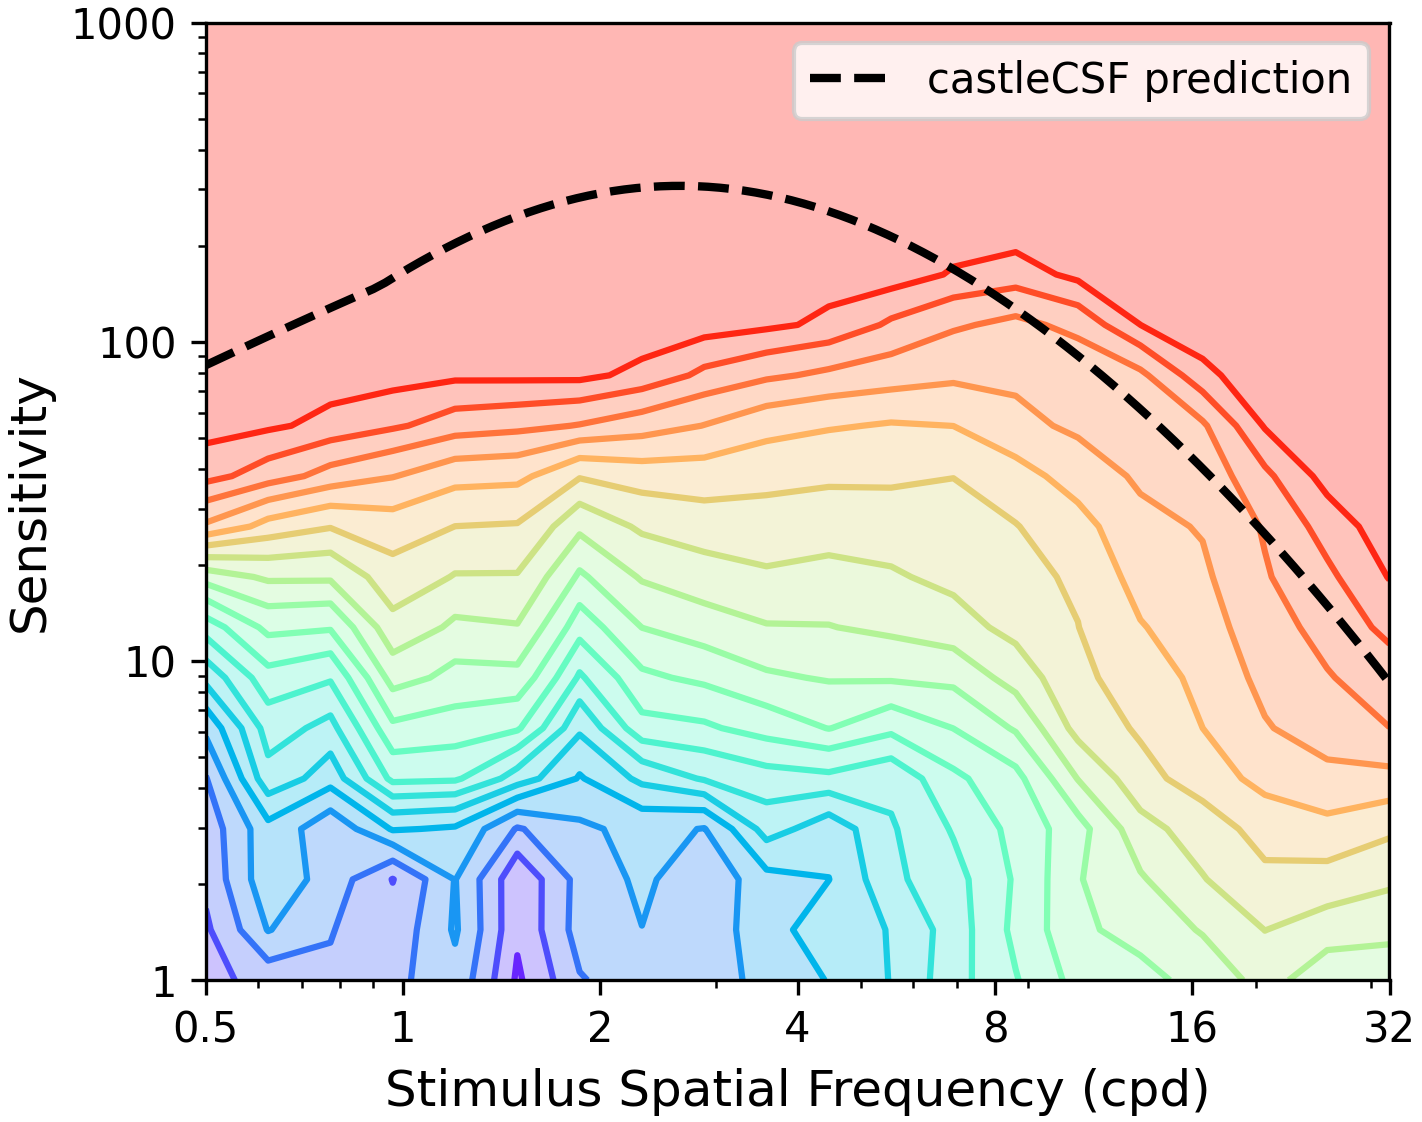 1000
100
10
1
Sensitivity
castleCSF prediction
0.5 1 2 4 8 16 32
Stimulus Spatial Frequency (cpd)